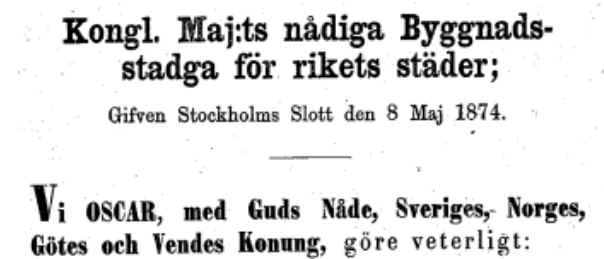 Kongl. Maj:ts nådiga Byggnads-
stadga för rikets städer;
Gifven Stockholms Slott den 8 Maj 1874.
Vi OSCAR, med Guds Nåde, Sveriges, Norges,
Götes och Vendes Konung, göre veterligt: